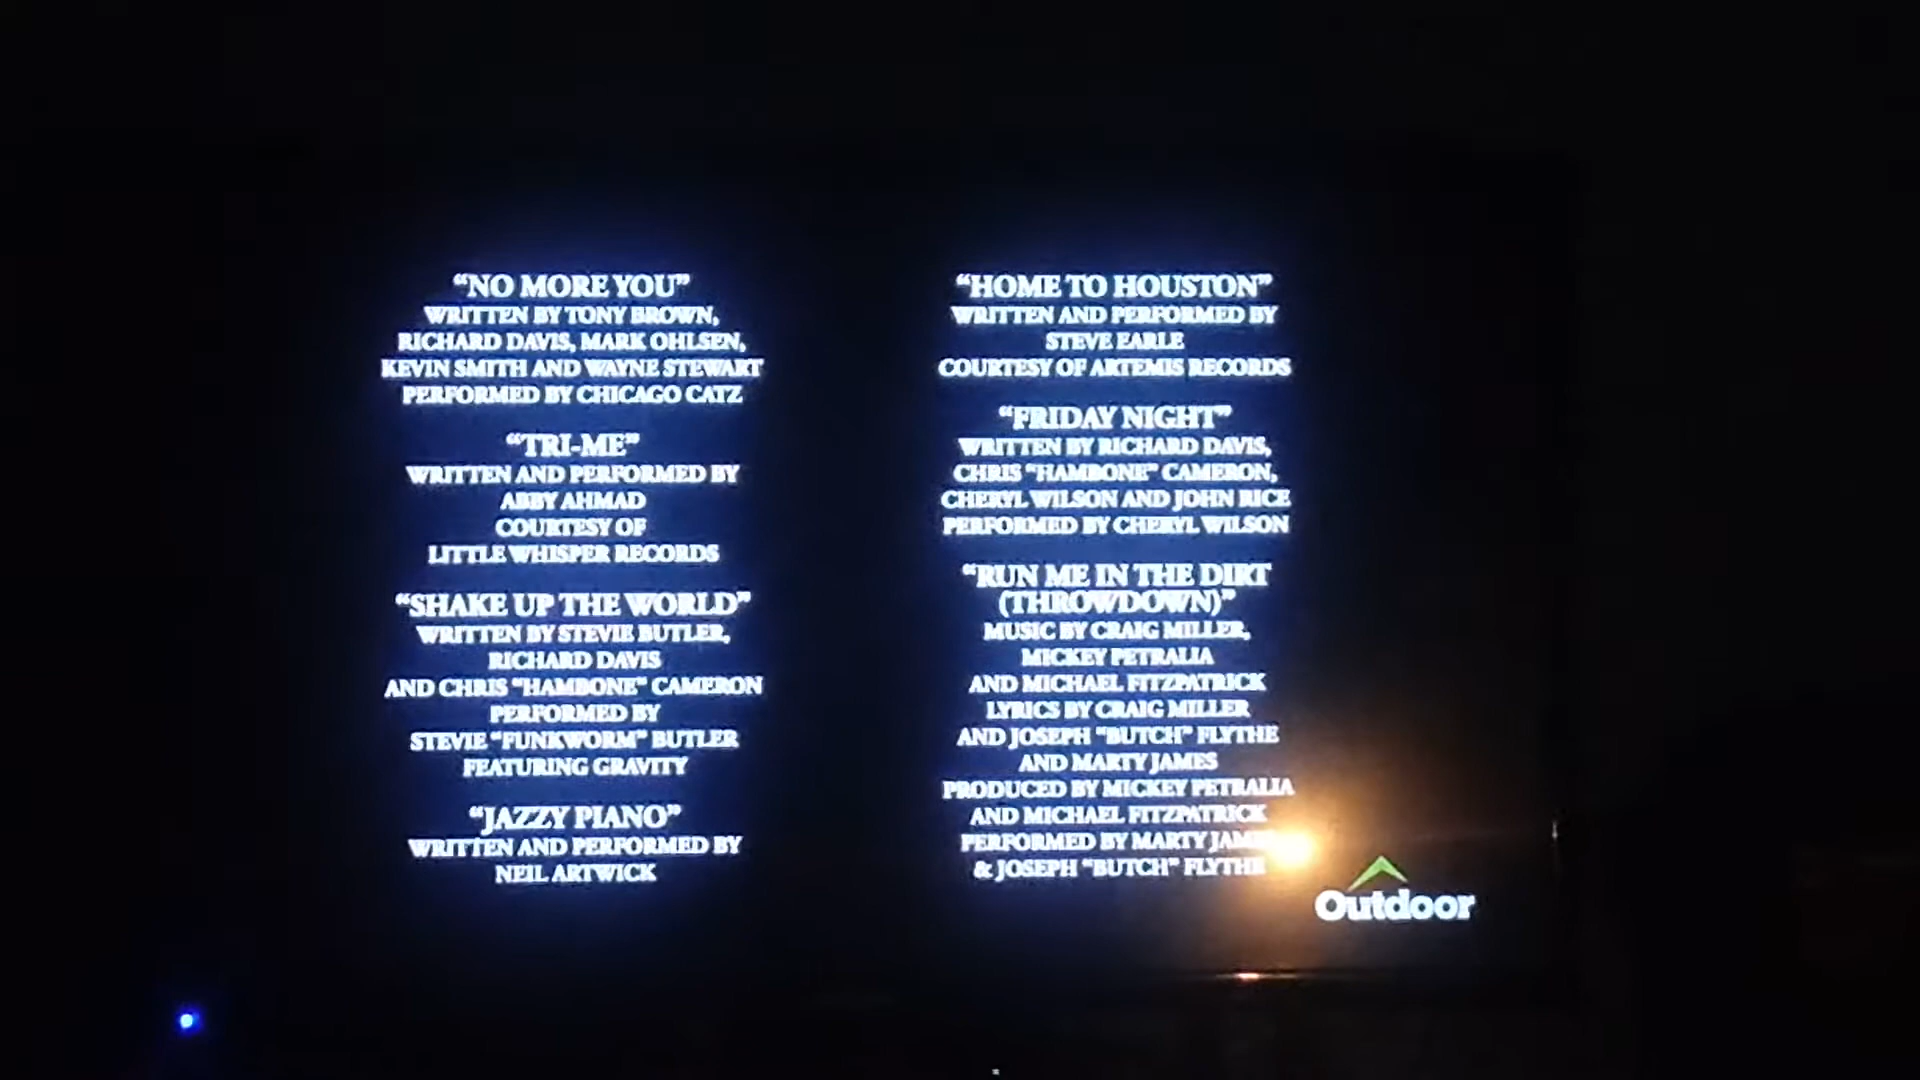 “NO MORE YOU”
WRITTEN BY TONY BROWN,
RICHARD DAVIS, MARK OHLSEN,
KEVIN SMITH AND WAYNE STEWART
PERFORMED BY CHICAGO CATZ
“TRI-ME”
WRITTEN AND PERFORMED BY
ABBY AHMAD
COURTESY OF
LITTLE WHISPER RECORDS
“SHAKE UP THE WORLD”
WRITTEN BY STEVIE BUTLER,
RICHARD DAVIS
AND CHRIS “HAMBONE” CAMERON
PERFORMED BY
STEVIE “FUNKWORM” BUTLER
FEATURING GRAVITY
“JAZZY PIANO”
WRITTEN AND PERFORMED BY
NEIL ARTWICK
“HOME TO HOUSTON”
WRITTEN AND PERFORMED BY
STEVE EARLE
COURTESY OF ARTEMIS RECORDS
“FRIDAY NIGHT”
WRITTEN BY RICHARD DAVIS,
CHRIS “HAMBONE” CAMERON,
CHERYL WILSON AND JOHN RICE
PERFORMED BY CHERYL WILSON
“RUN ME IN THE DIRT
(THROWDOWN)”
MUSIC BY CRAIG MILLER,
MICKEY PETRALIA
AND MICHAEL FITZPATRICK
LYRICS BY CRAIG MILLER
AND JOSEPH “BUTCH” FLYTHE
AND MARTY JAMES
PRODUCED BY MICKEY PETRALIA
AND MICHAEL FITZPATRICK
PERFORMED BY MARTY JAMES
& JOSEPH “BUTCH” FLYTHE
Outdoor